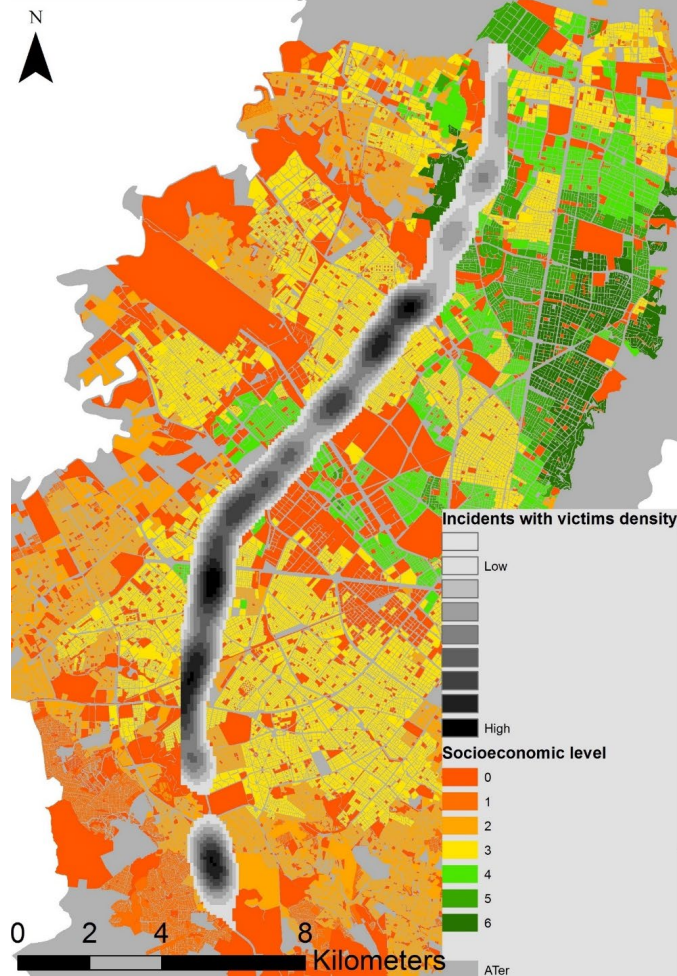 N
Incidents with victims density
Low
High
Socioeconomic level
0
1
2
3
4
5
6
ATer
0 2 4 8
Kilometers